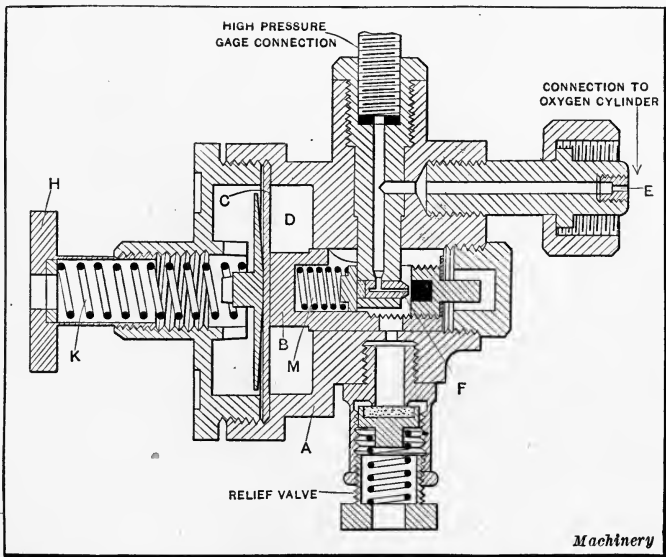 HIGH PRESSURE
GAGE CONNECTION
CONNECTION TO
OXYGEN CYLINDER
H
C
D
E
K
B
M
F
A
RELIEF VALVE
Machinery